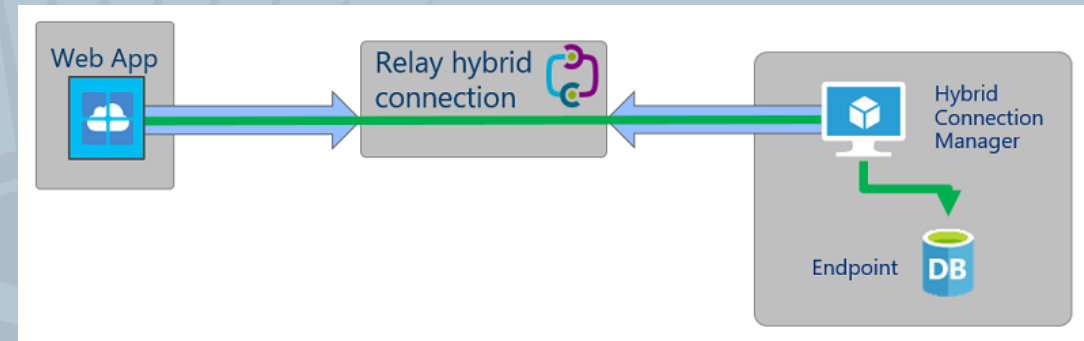 Web App
Relay hybrid
connection
Hybrid
Connection
Manager
Endpoint
DB